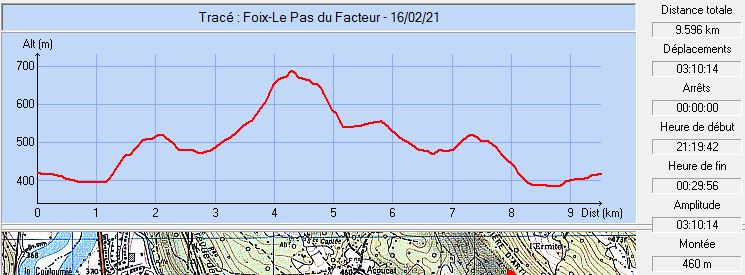 Tracé : Foix-Le Pas du Facteur - 16/02/21
Alt (m)
700
600
500
400
0 1 2 3 4 5 6 7 8 9 Dist (km)
Distance totale
9.596 km
Déplacements
03:10:14
Arrêts
00:00:00
Heure de début
21:19:42
Heure de fin
00:29:56
Amplitude
03:10:14
Montée
460 m
l'Ermite
370